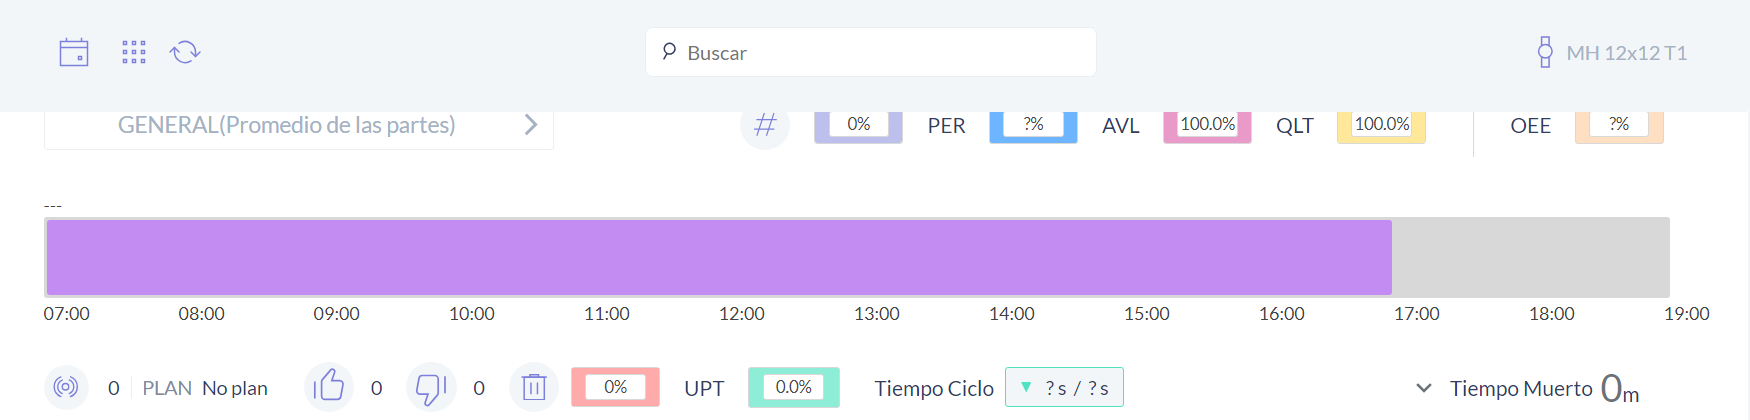 Buscar
MH 12x12 T1
GENERAL(Promedio de las partes)
0% PER ?% AVL 100.0% QLT 100.0% OEE ?%
---
07:00 08:00 09:00 10:00 11:00 12:00 13:00 14:00 15:00 16:00 17:00 18:00 19:00
0 PLAN No plan 0 0 0% UPT 0.0% Tiempo Ciclo ▼ ? s / ? s Tiempo Muerto 0m